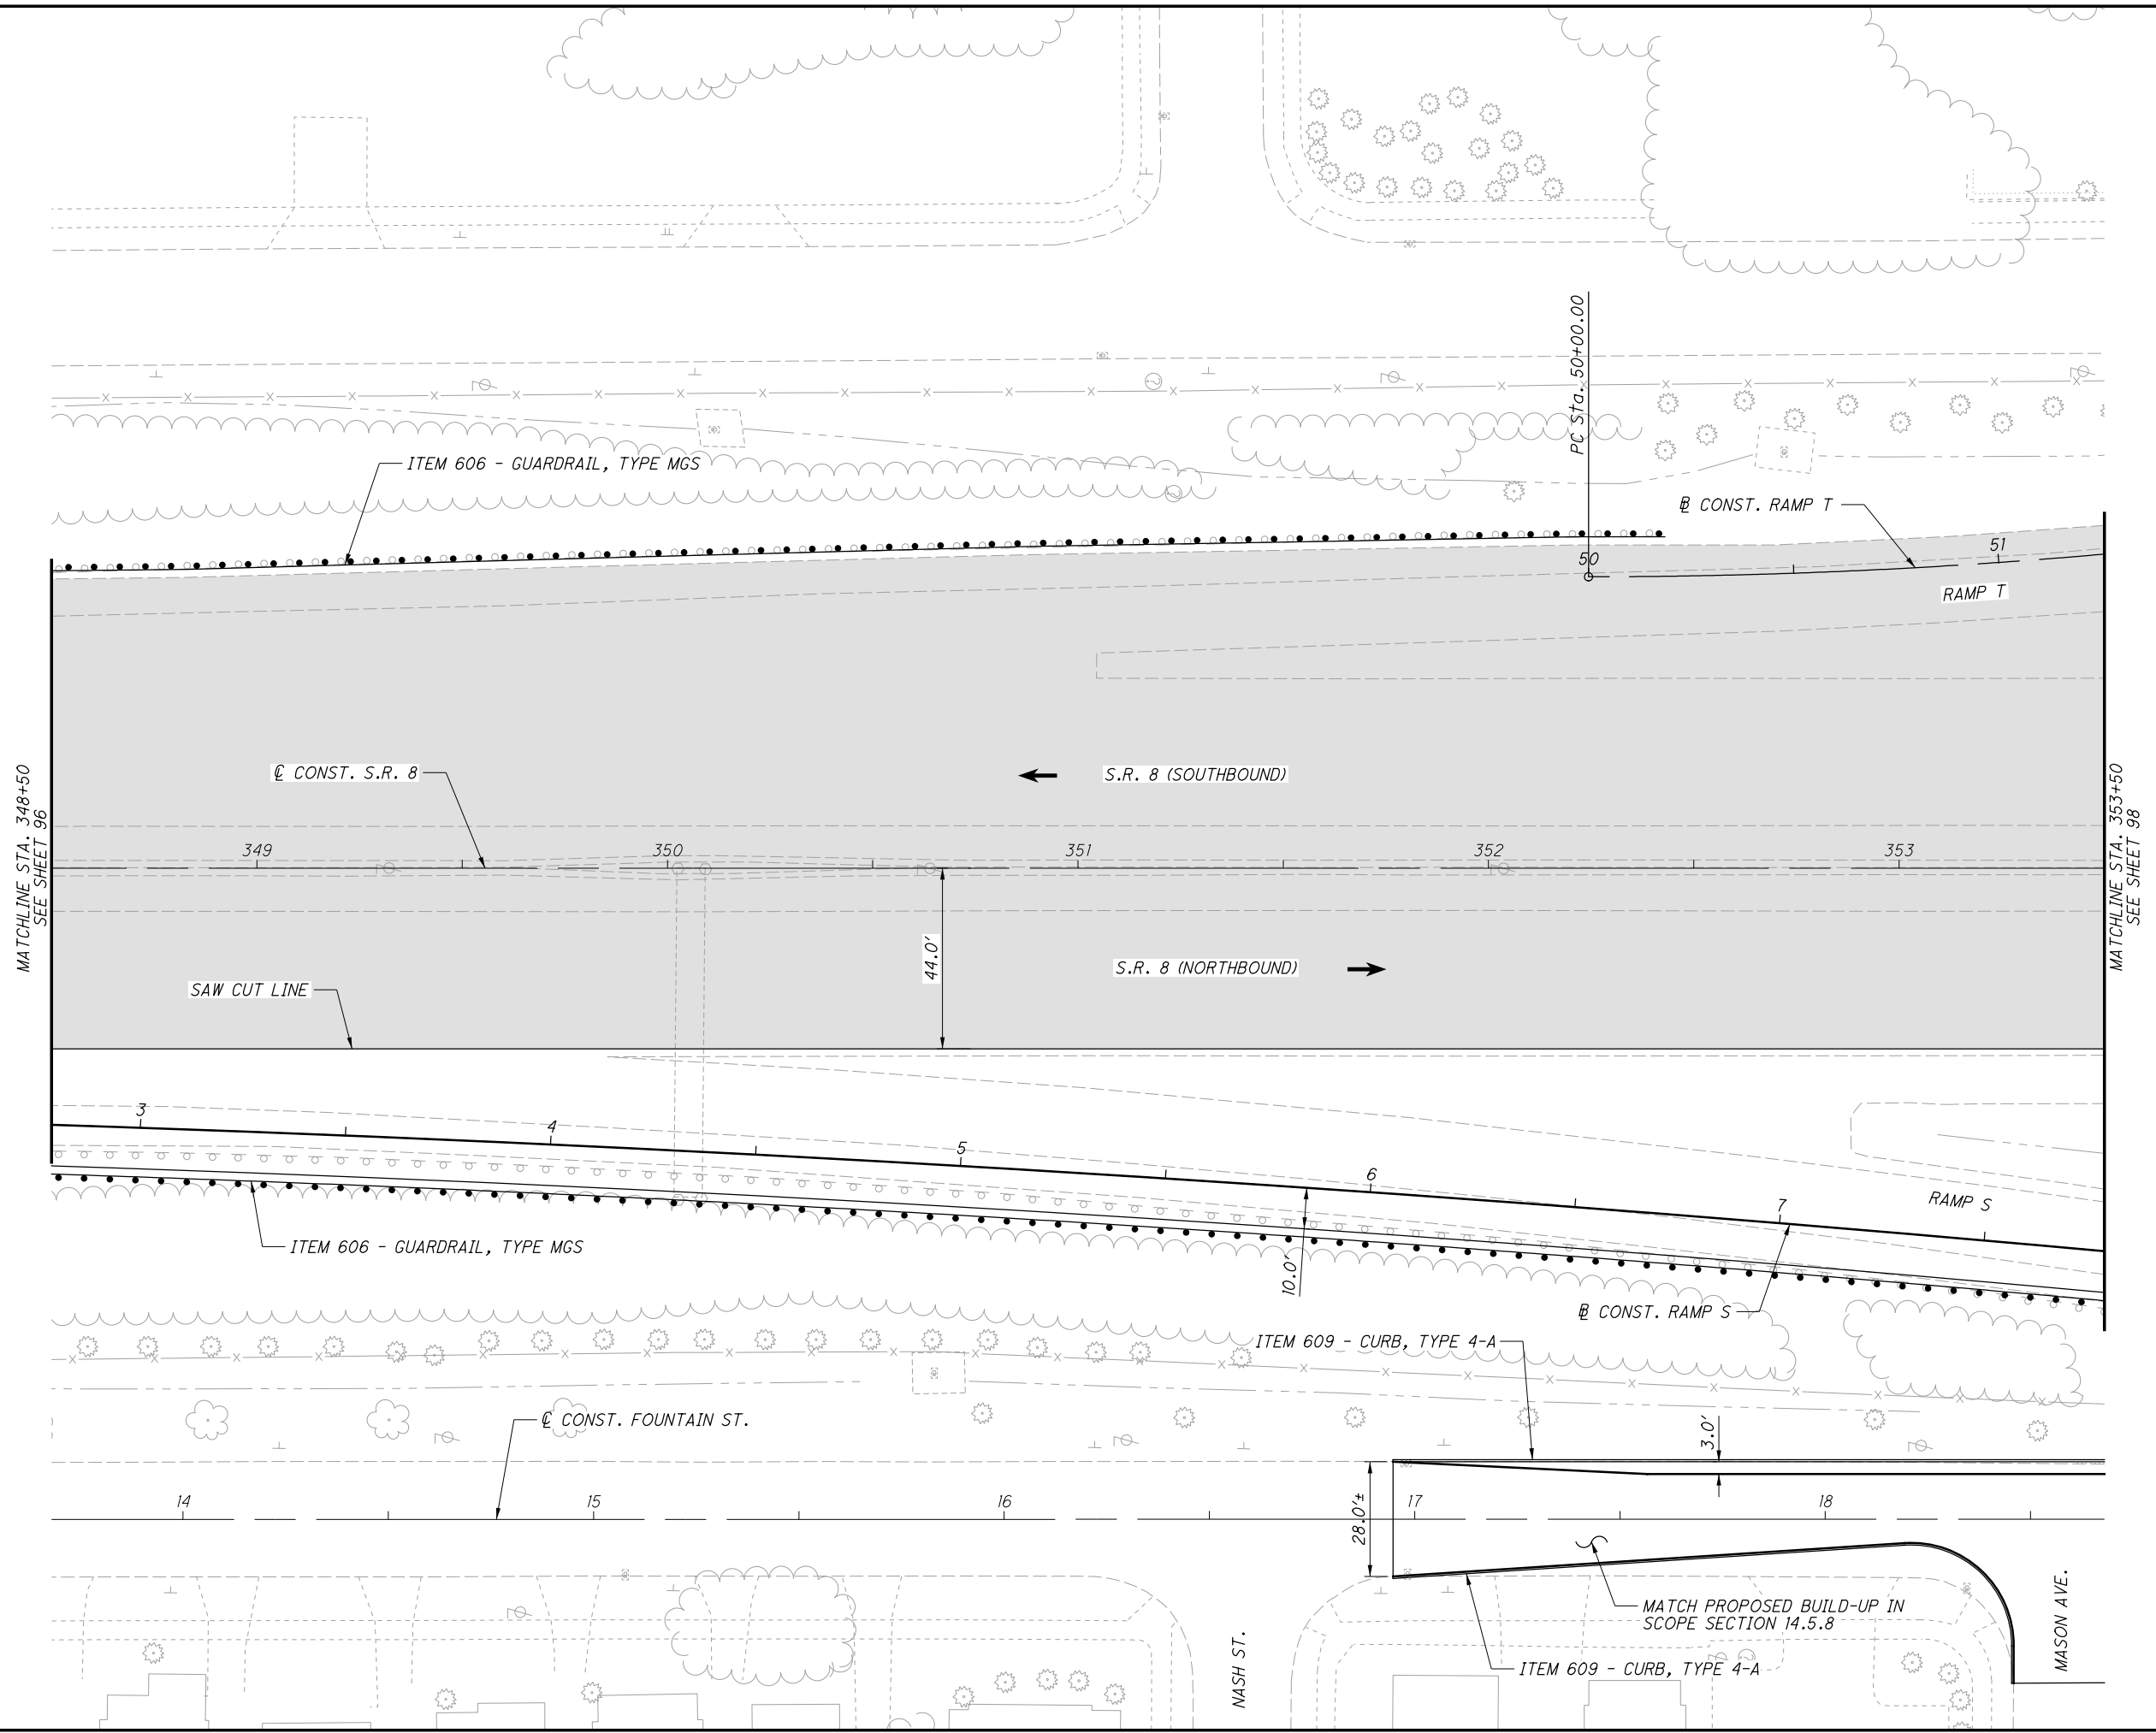 PC Sta. 50+00.00
ITEM 606 - GUARDRAIL, TYPE MGS
℄ CONST. RAMP T
50
51
RAMP T
℄ CONST. S.R. 8
S.R. 8 (SOUTHBOUND)
MATCHLINE STA. 348+50
SEE SHEET 96
MATCHLINE STA. 353+50
SEE SHEET 98
349
350
351
352
353
44.0'
S.R. 8 (NORTHBOUND)
SAW CUT LINE
3
4
5
6
7
RAMP S
ITEM 606 - GUARDRAIL, TYPE MGS
10.0'
℄ CONST. RAMP S
ITEM 609 - CURB, TYPE 4-A
℄ CONST. FOUNTAIN ST.
3.0'
14
15
16
17
18
28.0'±
MATCH PROPOSED BUILD-UP IN
SCOPE SECTION 14.5.8
ITEM 609 - CURB, TYPE 4-A
NASH ST.
MASON AVE.